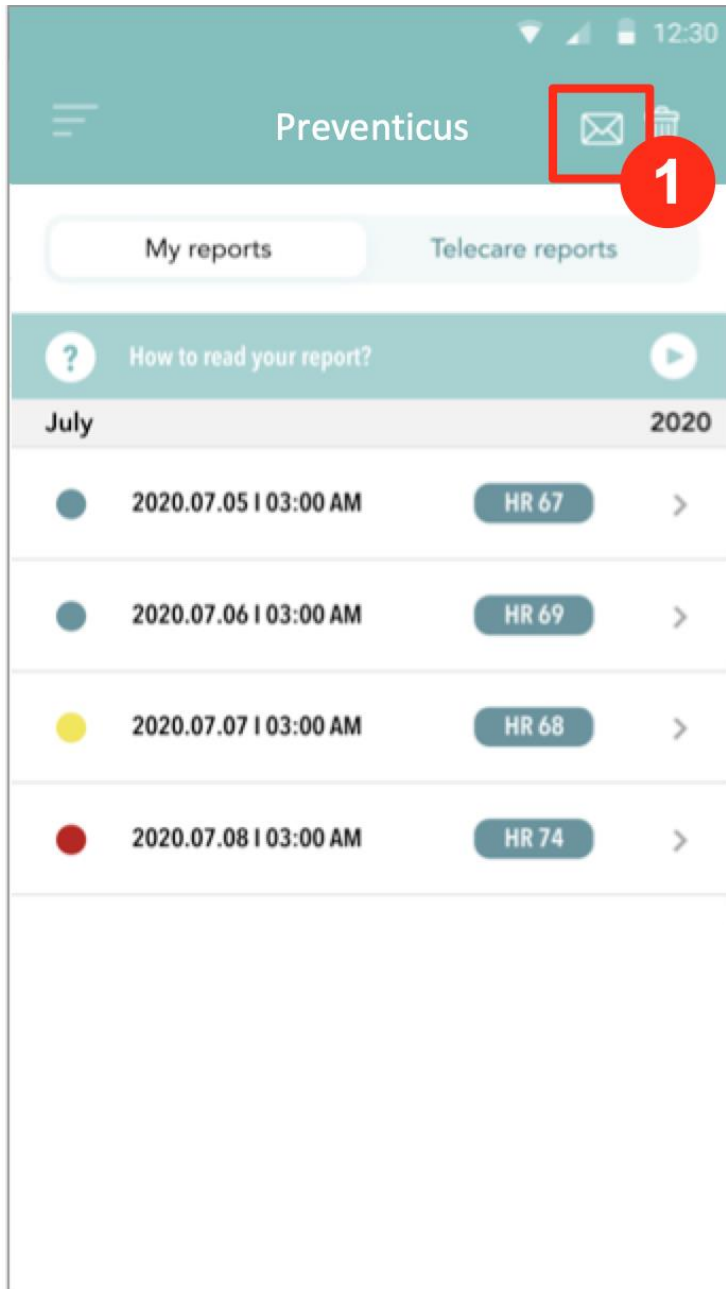 12:30
Preventicus
1
My reports Telecare reports
? How to read your report?
July 2020
2020.07.05 I 03:00 AM HR 67
2020.07.06 I 03:00 AM HR 69
2020.07.07 I 03:00 AM HR 68
2020.07.08 I 03:00 AM HR 74